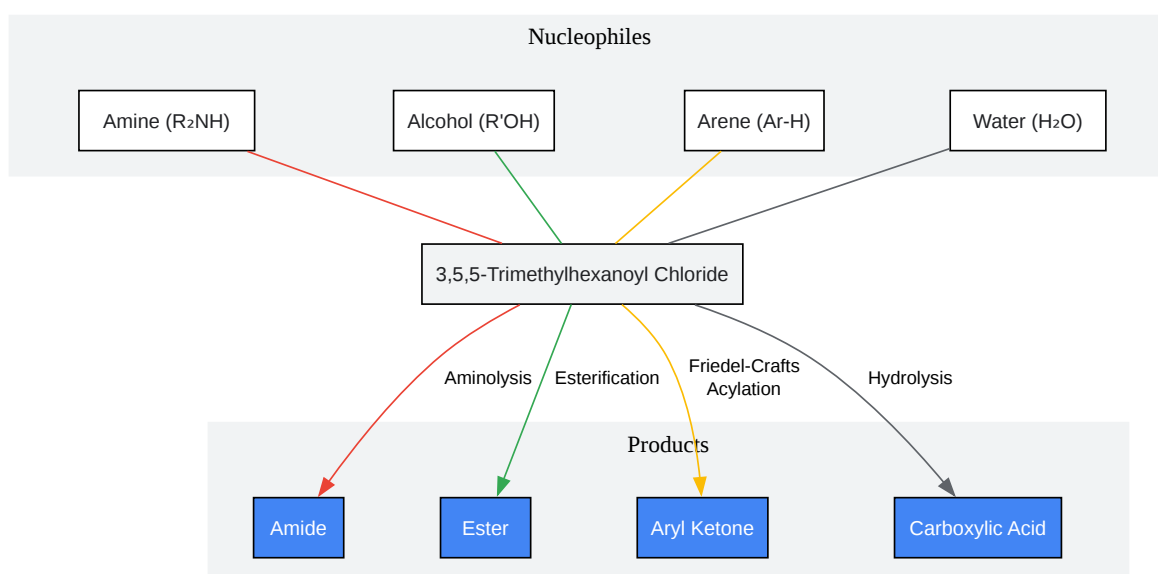 Nucleophiles
Amine (R₂NH)
Alcohol (R'OH)
Arene (Ar-H)
Water (H₂O)
3,5,5-Trimethylhexanoyl Chloride
Aminolysis
Esterification
Friedel-Crafts
Acylation
Hydrolysis
Products
Amide
Ester
Aryl Ketone
Carboxylic Acid